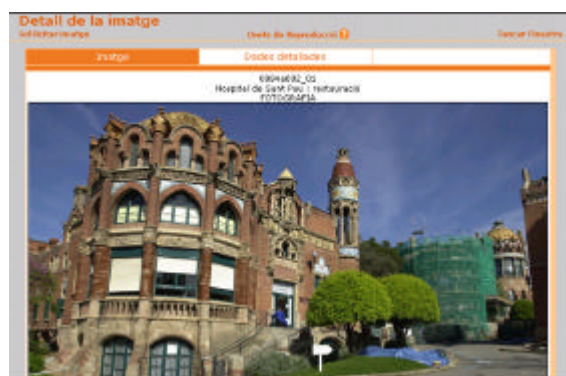 Detall de la imatge
Sol·licitar imatge
Drets de Reproducció ?
Tancar Finestra
Imatge
Dades detallades
Hospital de Sant Pau : restauració
FOTOGRAFIA